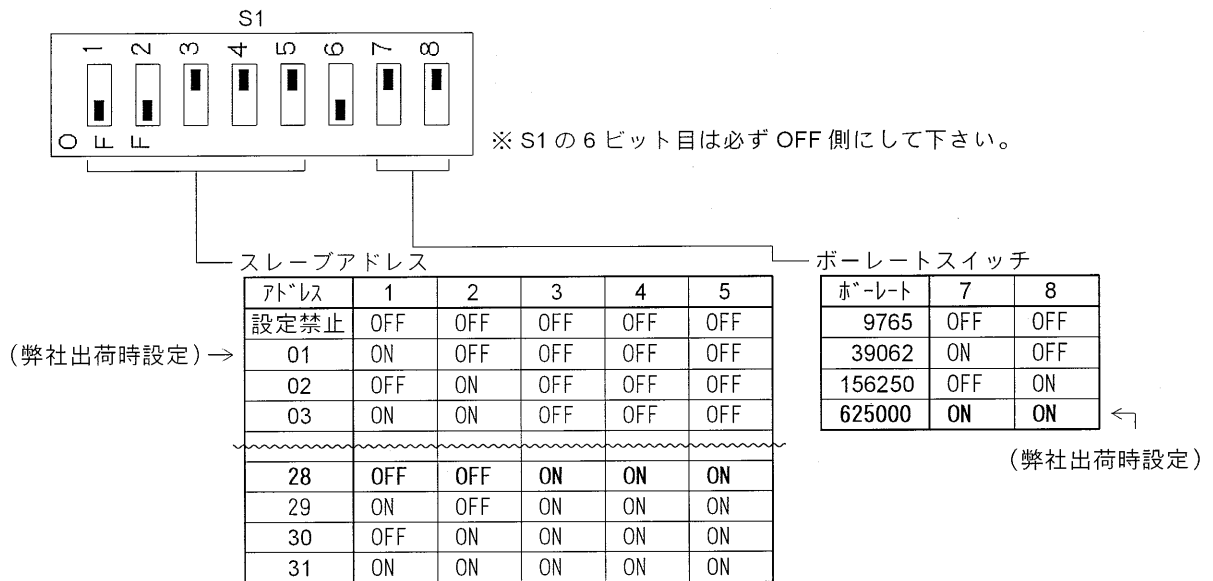 S1
1 2 3 4 5 6 7 8
OFF
※ S1 の 6 ビット目は必ず OFF 側にして下さい。
スレーブアドレス
アドレス 1 2 3 4 5
設定禁止 OFF OFF OFF OFF OFF
(弊社出荷時設定)→ 01 ON OFF OFF OFF OFF
02 OFF ON OFF OFF OFF
03 ON ON OFF OFF OFF
28 OFF OFF ON ON ON
29 ON OFF ON ON ON
30 OFF ON ON ON ON
31 ON ON ON ON ON
ボーレートスイッチ
ボーレート 7 8
9765 OFF OFF
39062 ON OFF
156250 OFF ON
625000 ON ON
(弊社出荷時設定)